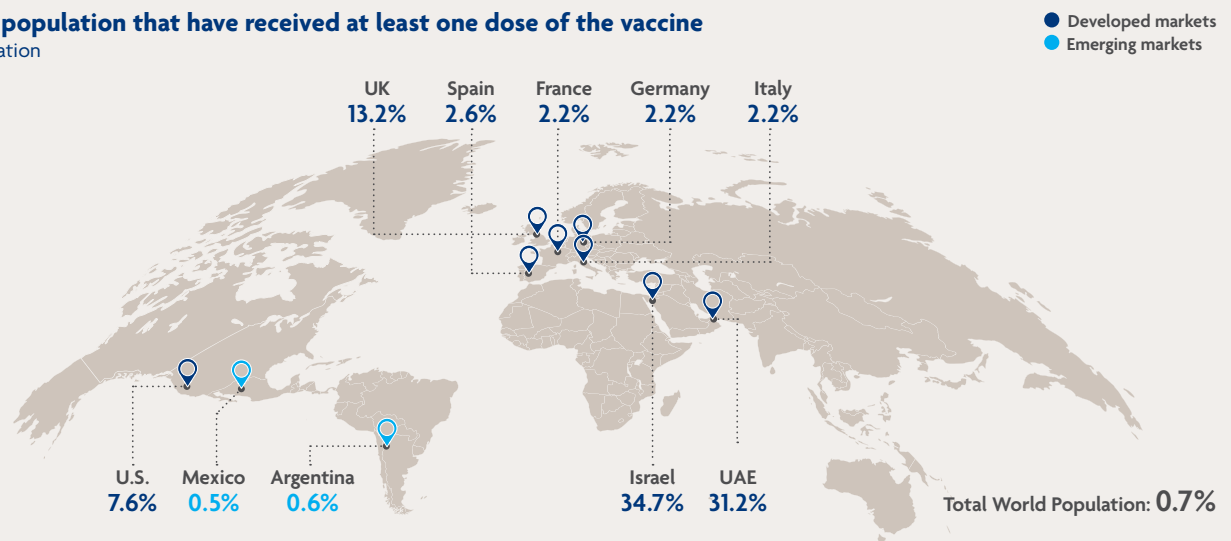 population that have received at least one dose of the vaccine
ation
Developed markets
Emerging markets
UK
13.2%
Spain
2.6%
France
2.2%
Germany
2.2%
Italy
2.2%
U.S.
7.6%
Mexico
0.5%
Argentina
0.6%
Israel
34.7%
UAE
31.2%
Total World Population: 0.7%